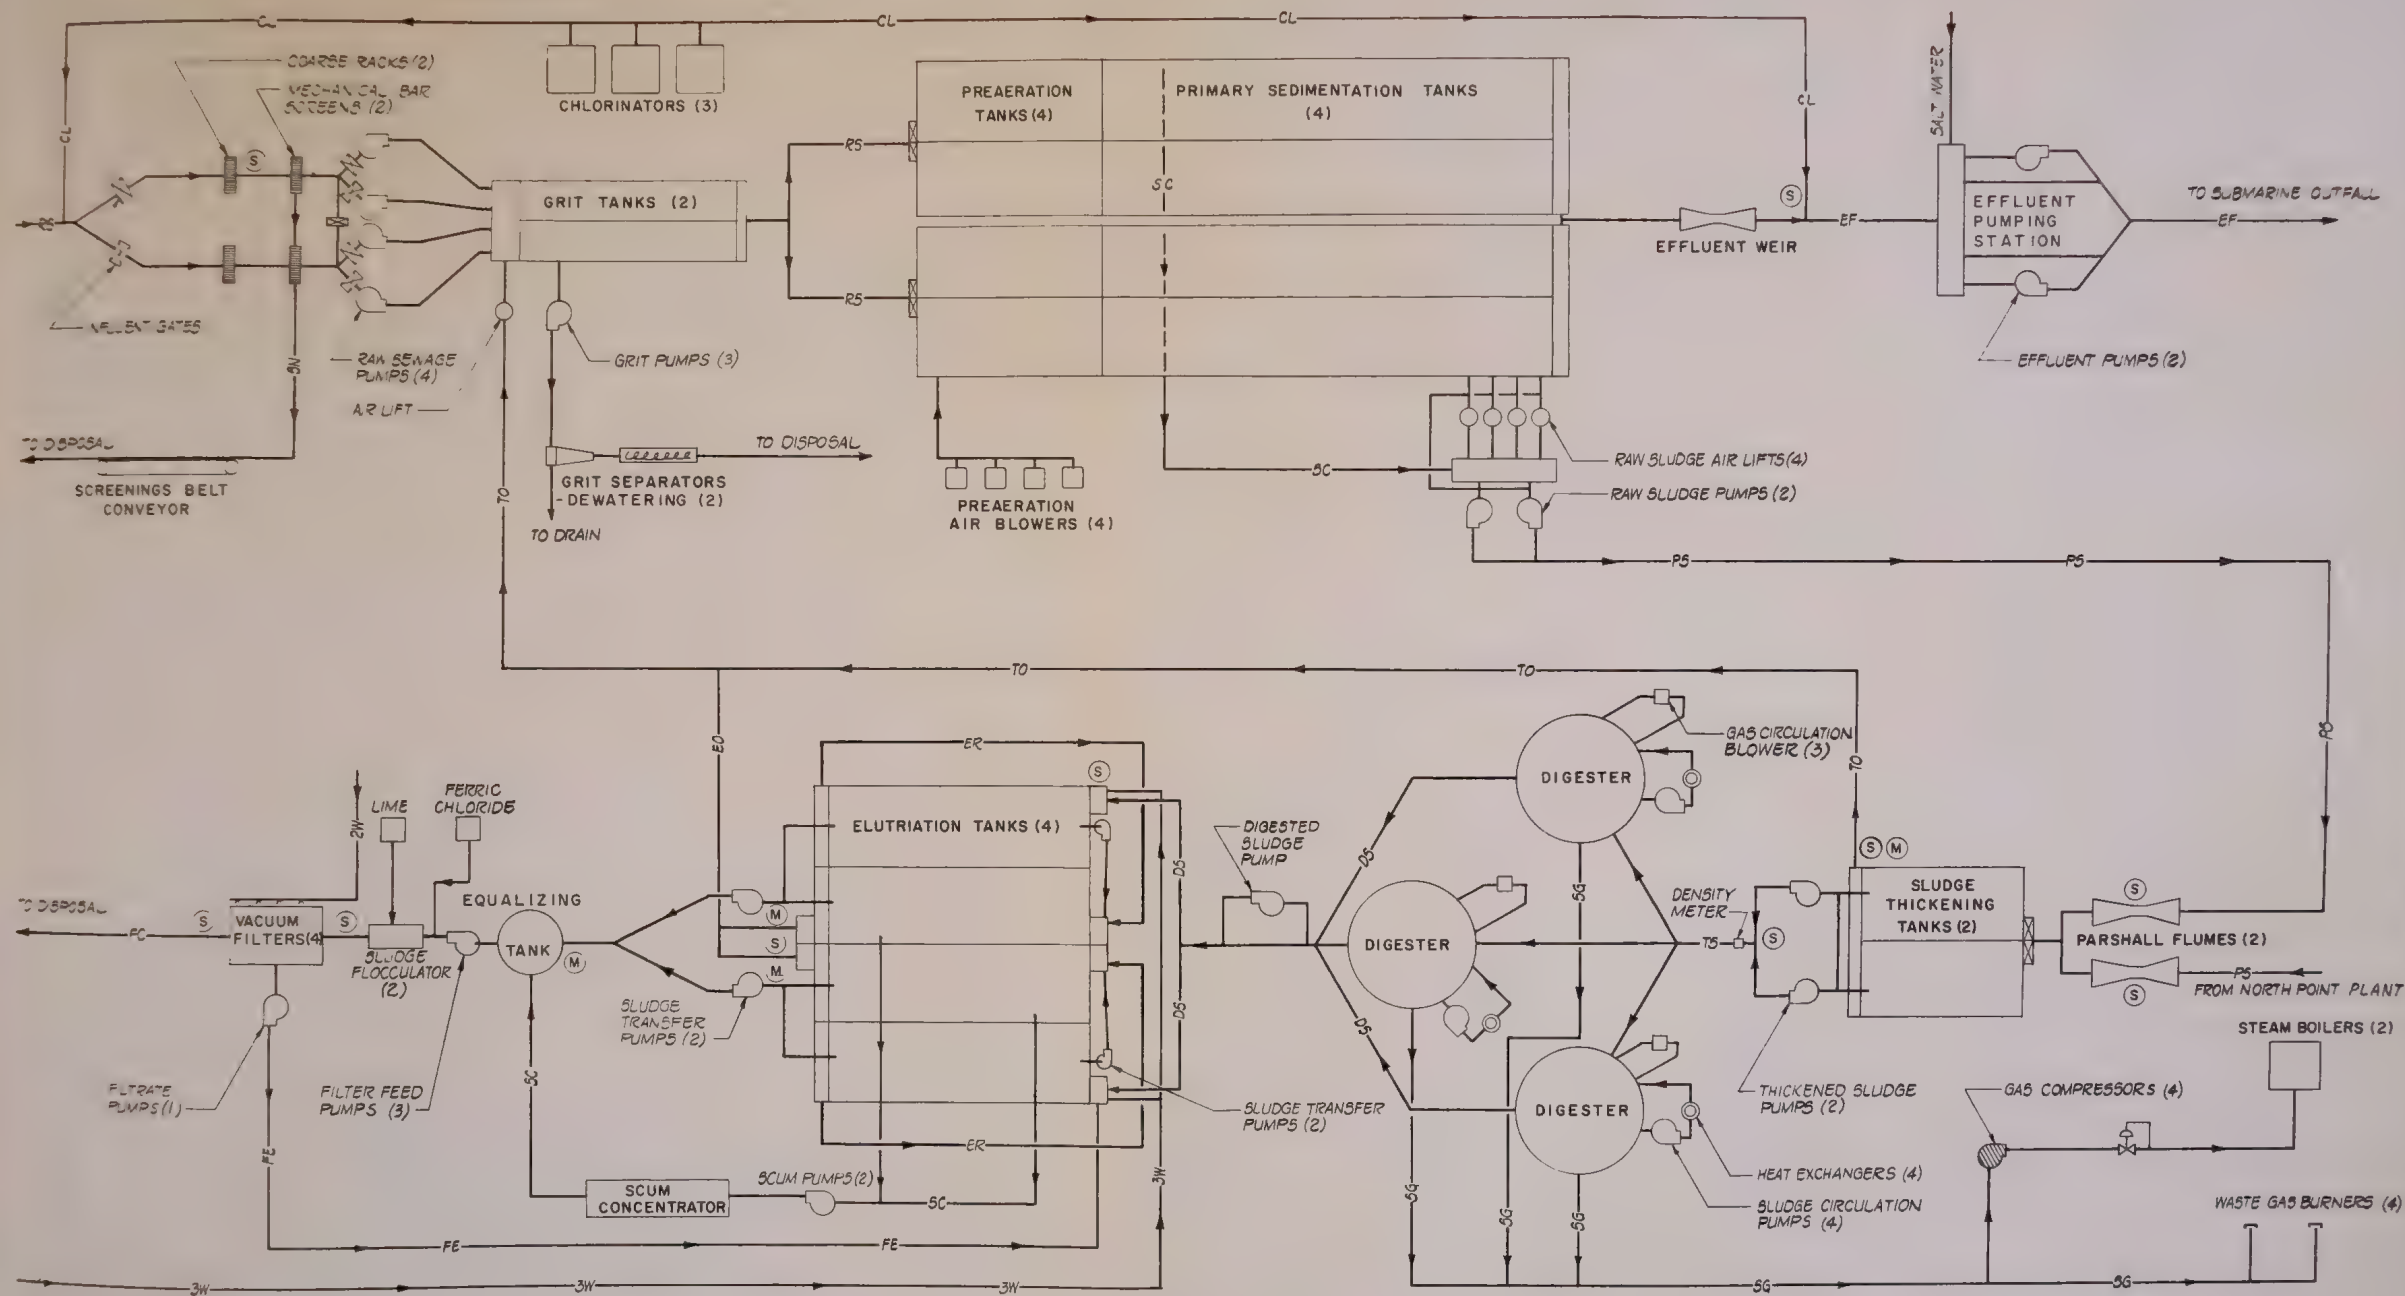 CL
CL
CL
COARSE RACKS (2)
MECHANICAL BAR
SCREENS (2)
CHLORINATORS (3)
PREAERATION
TANKS (4)
PRIMARY SEDIMENTATION TANKS
(4)
CL
CL
SALT WATER
S
RS
SC
S
GRIT TANKS (2)
EFFLUENT
PUMPING
STATION
TO SUBMARINE OUTFALL
RS
EF
EF
EFFLUENT WEIR
RS
INFLUENT GATES
RAW SEWAGE
PUMPS (4)
GRIT PUMPS (3)
EFFLUENT PUMPS (2)
SN
AIR LIFT
TO DISPOSAL
TO DISPOSAL
RAW SLUDGE AIR LIFTS (4)
SC
SCREENINGS BELT
CONVEYOR
GRIT SEPARATORS
-DEWATERING (2)
TO
PREAERATION
AIR BLOWERS (4)
RAW SLUDGE PUMPS (2)
TO DRAIN
PS
PS
TO
TO
PS
EO
ER
GAS CIRCULATION
BLOWER (3)
TO
S
DIGESTER
LIME
FERRIC
CHLORIDE
2W
ELUTRIATION TANKS (4)
DIGESTED
SLUDGE
PUMP
DS
DS
S
M
SLUDGE
THICKENING
TANKS (2)
S
EQUALIZING
TANK
M
TO DISPOSAL
FC
S
VACUUM
FILTERS (4)
S
SLUDGE
FLOCCULATOR
(2)
M
S
M
SG
DENSITY
METER
TS
S
DIGESTER
PARSHALL FLUMES (2)
S
PS
FROM NORTH POINT PLANT
SLUDGE
TRANSFER
PUMPS (2)
DS
DS
STEAM BOILERS (2)
FILTRATE
PUMPS (1)
FILTER FEED
PUMPS (3)
SC
SLUDGE TRANSFER
PUMPS (2)
DIGESTER
THICKENED SLUDGE
PUMPS (2)
GAS COMPRESSORS (4)
FE
ER
3W
SCUM
CONCENTRATOR
SCUM PUMPS (2)
SC
SG
SG
SG
HEAT EXCHANGERS (4)
SLUDGE CIRCULATION
PUMPS (4)
WASTE GAS BURNERS (4)
FE
FE
3W
3W
3W
SG
SG